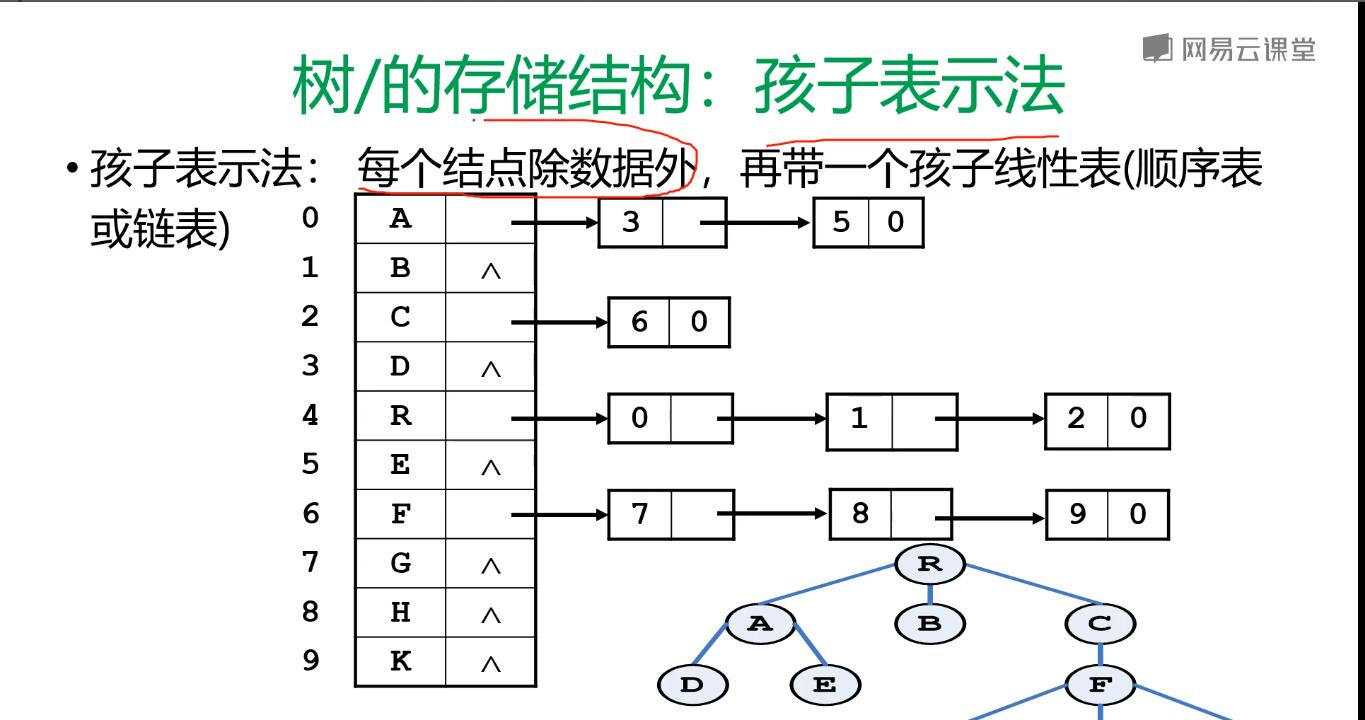 网易云课堂
树/的存储结构：孩子表示法
• 孩子表示法： 每个结点除数据外，再带一个孩子线性表(顺序表
或链表)
0 A 3 5 0
1 B ∧
2 C 6 0
3 D ∧
4 R 0 1 2 0
5 E ∧
6 F 7 8 9 0
7 G ∧
8 H ∧
9 K ∧
R
A B C
D E F